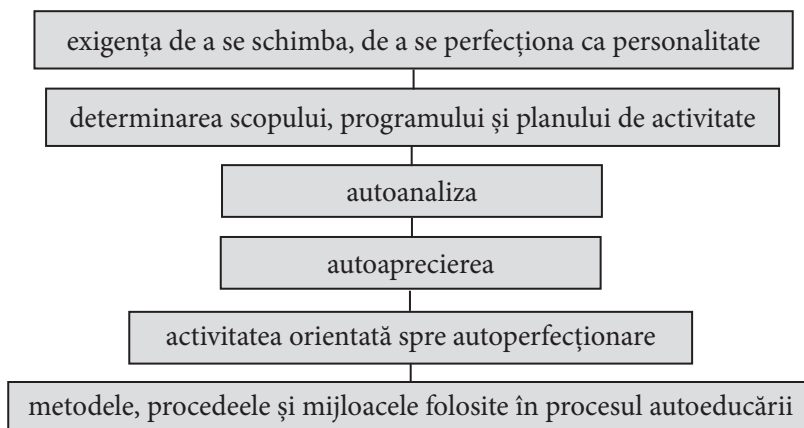 exigența de a se schimba, de a se perfecționa ca personalitate
determinarea scopului, programului și planului de activitate
autoanaliza
autoaprecierea
activitatea orientată spre autoperfecționare
metodele, procedeele și mijloacele folosite în procesul autoeducării